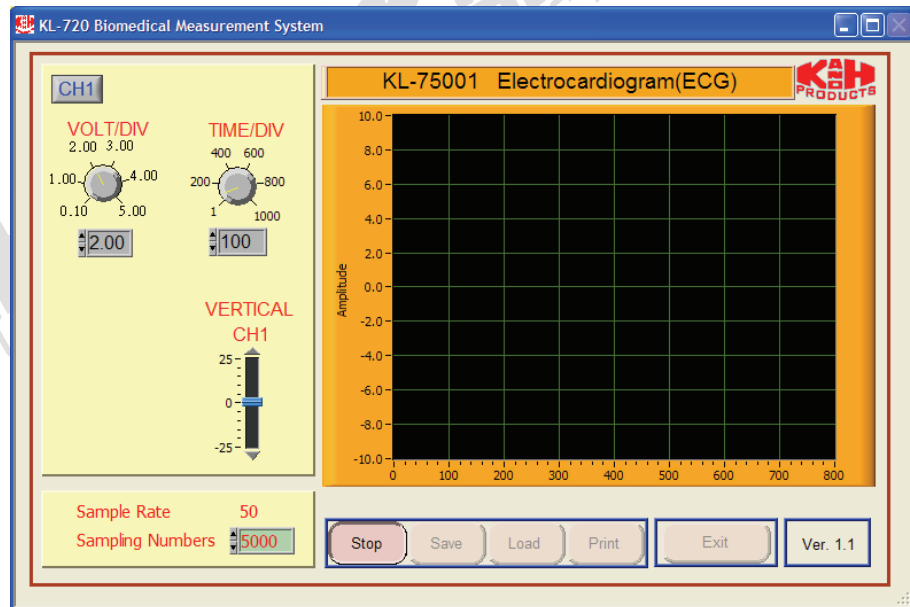 KL-720 Biomedical Measurement System
CH1
VOLT/DIV
2.00 3.00
1.00 4.00
0.10 5.00
2.00
TIME/DIV
400 600
200 800
1 1000
100
VERTICAL
CH1
25
0
-25
Sample Rate 50
Sampling Numbers 5000
KL-75001 Electrocardiogram(ECG)
K&H
PRODUCTS
Amplitude
10.0
8.0
6.0
4.0
2.0
0.0
-2.0
-4.0
-6.0
-8.0
-10.0
0 100 200 300 400 500 600 700 800
Stop Save Load Print Exit Ver. 1.1